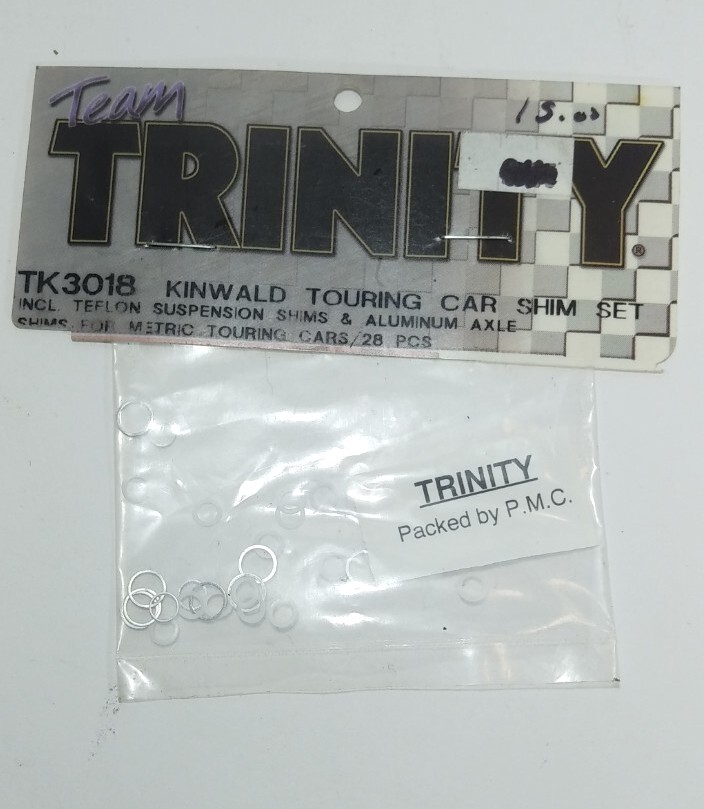 Team
15.00
TRINITY®
TK3018 KINWALD TOURING CAR SHIM SET
INCL. TEFLON SUSPENSION SHIMS & ALUMINUM AXLE
SHIMS FOR METRIC TOURING CARS/28 PCS
TRINITY
Packed by P.M.C.